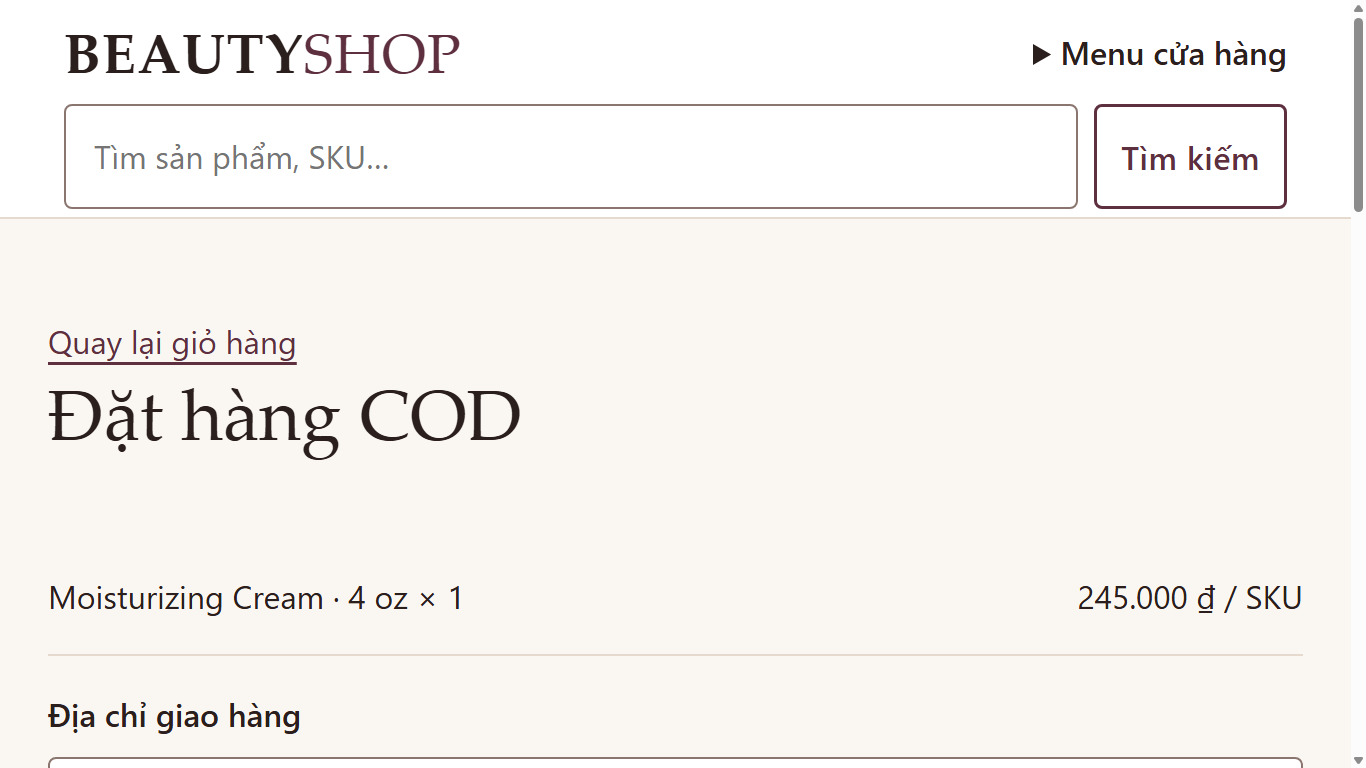 BEAUTYSHOP
▶ Menu cửa hàng
Tìm sản phẩm, SKU...
Tìm kiếm
Quay lại giỏ hàng
Đặt hàng COD
Moisturizing Cream · 4 oz × 1
245.000 ₫ / SKU
Địa chỉ giao hàng